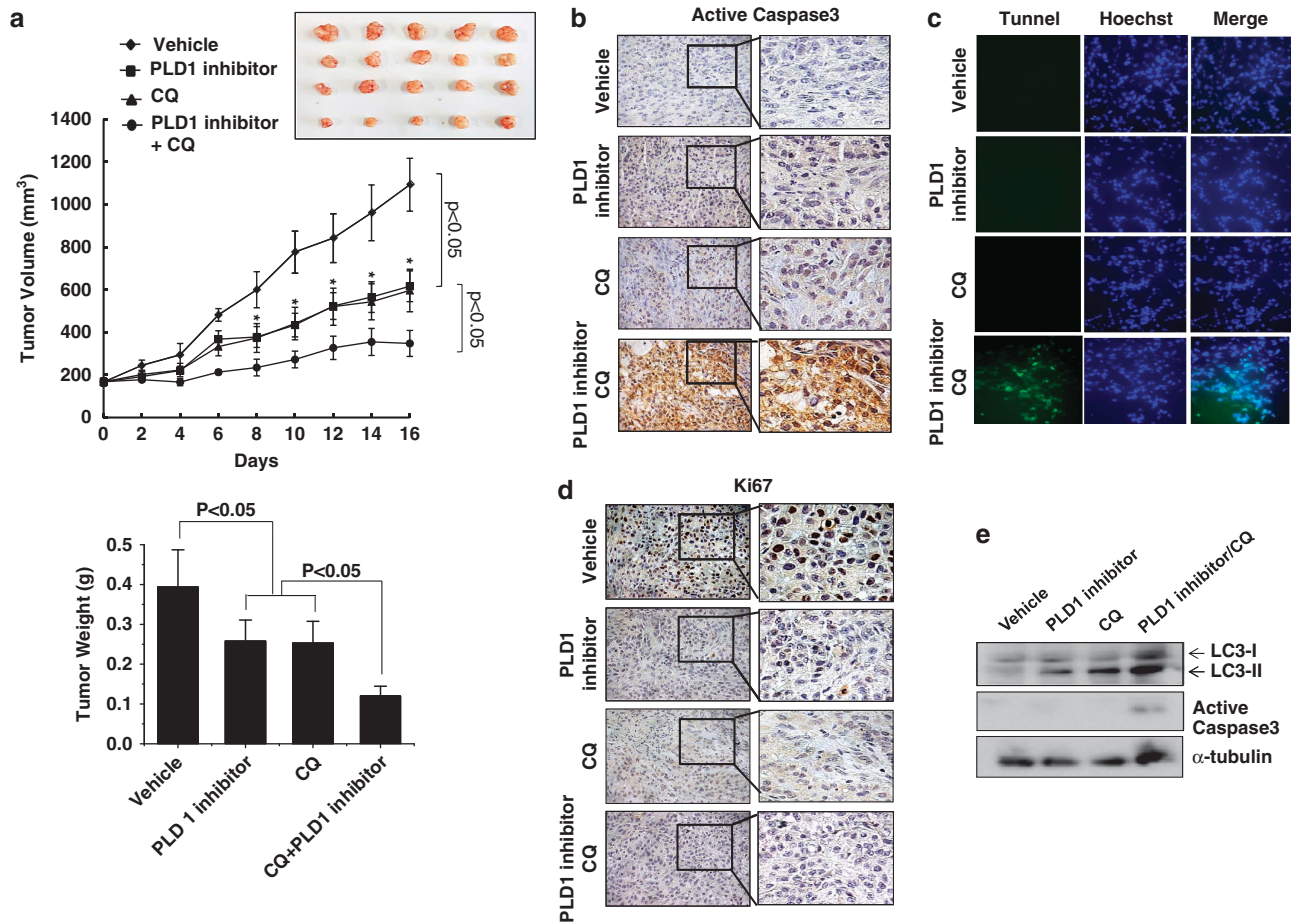 a
Vehicle
PLD1 inhibitor
CQ
PLD1 inhibitor
+ CQ
1400
1200
1000
800
600
400
200
0
Tumor Volume (mm³)
0 2 4 6 8 10 12 14 16
Days
* * * * *
p<0.05
p<0.05
P<0.05
P<0.05
0.5
0.4
0.3
0.2
0.1
0.0
Tumor Weight (g)
Vehicle
PLD 1 inhibitor
CQ
CQ+PLD1 inhibitor
b
Active Caspase3
Vehicle
PLD1
inhibitor
CQ
PLD1 inhibitor
CQ
c
Tunnel Hoechst Merge
Vehicle
PLD1
inhibitor
CQ
PLD1 inhibitor
CQ
d
Ki67
Vehicle
PLD1
inhibitor
CQ
PLD1 inhibitor
CQ
e
Vehicle
PLD1 inhibitor
CQ
PLD1 inhibitor/CQ
← LC3-I
← LC3-II
Active
Caspase3
α-tubulin